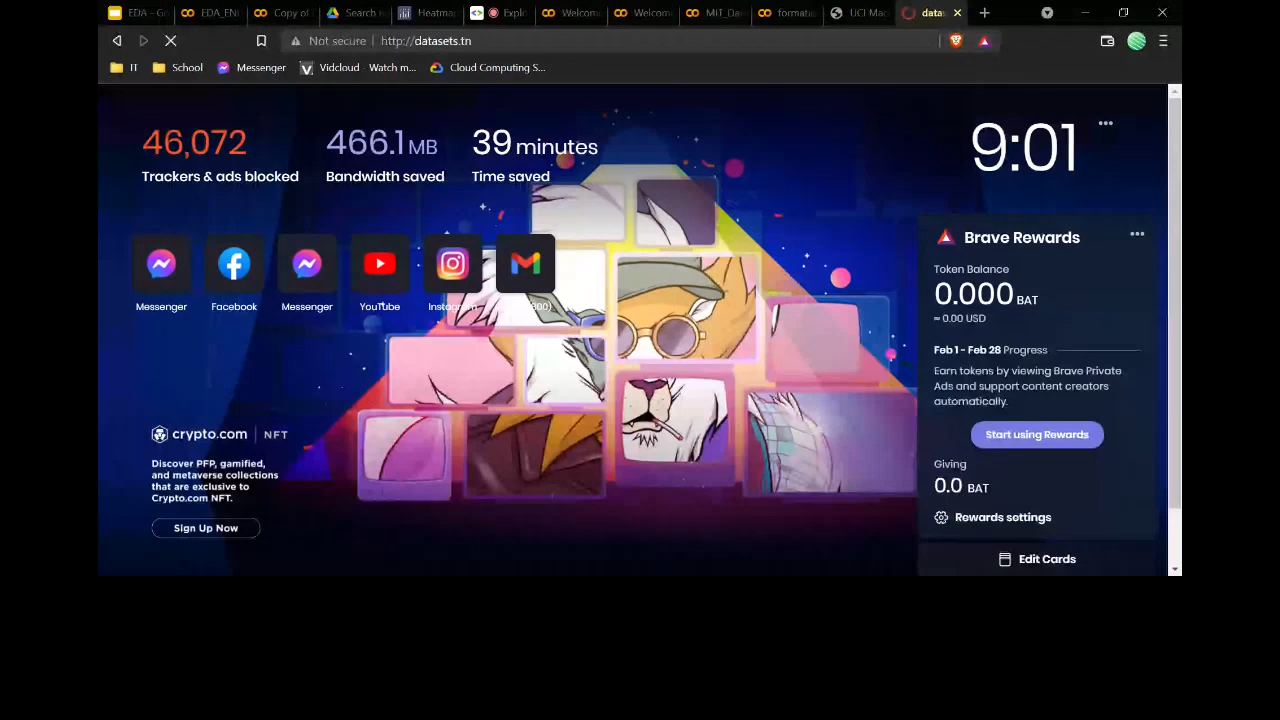 EDA - G
EDA_EN
Copy of
Search
Heatma
Explo
Welcom
Welcom
MIT_Da
format
UCI Ma
datas
Not secure
http://datasets.tn
IT
School
Messenger
Vidcloud - Watch m...
Cloud Computing S...
46,072
Trackers & ads blocked
466.1 MB
Bandwidth saved
39 minutes
Time saved
9:01
Messenger
Facebook
Messenger
YouTube
Instagram
Brave Rewards
Token Balance
0.000 BAT
≈ 0.00 USD
Feb 1 - Feb 28 Progress
Earn tokens by viewing Brave Private
Ads and support content creators
automatically.
Start using Rewards
Giving
0.0 BAT
Rewards settings
Edit Cards
crypto.com | NFT
Discover PFP, gamified,
and metaverse collections
that are exclusive to
Crypto.com NFT.
Sign Up Now